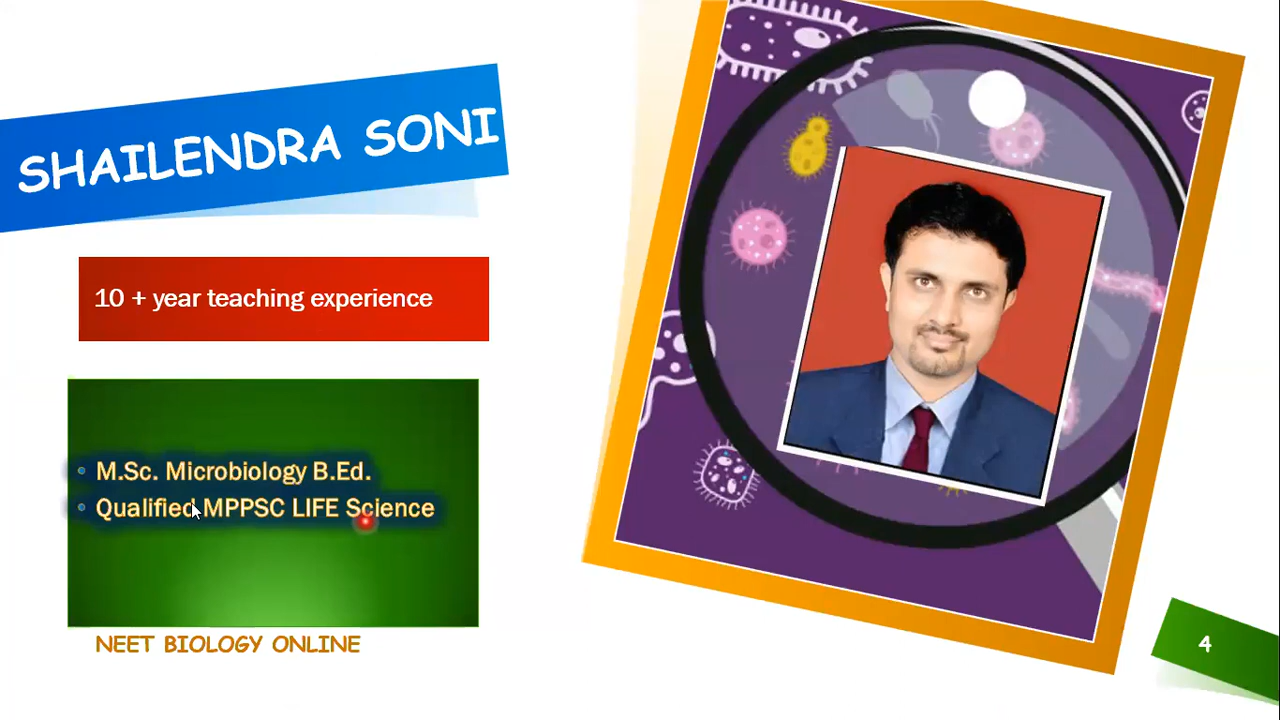 SHAILENDRA SONI
10 + year teaching experience
M.Sc. Microbiology B.Ed.
Qualified MPPSC LIFE Science
NEET BIOLOGY ONLINE
4